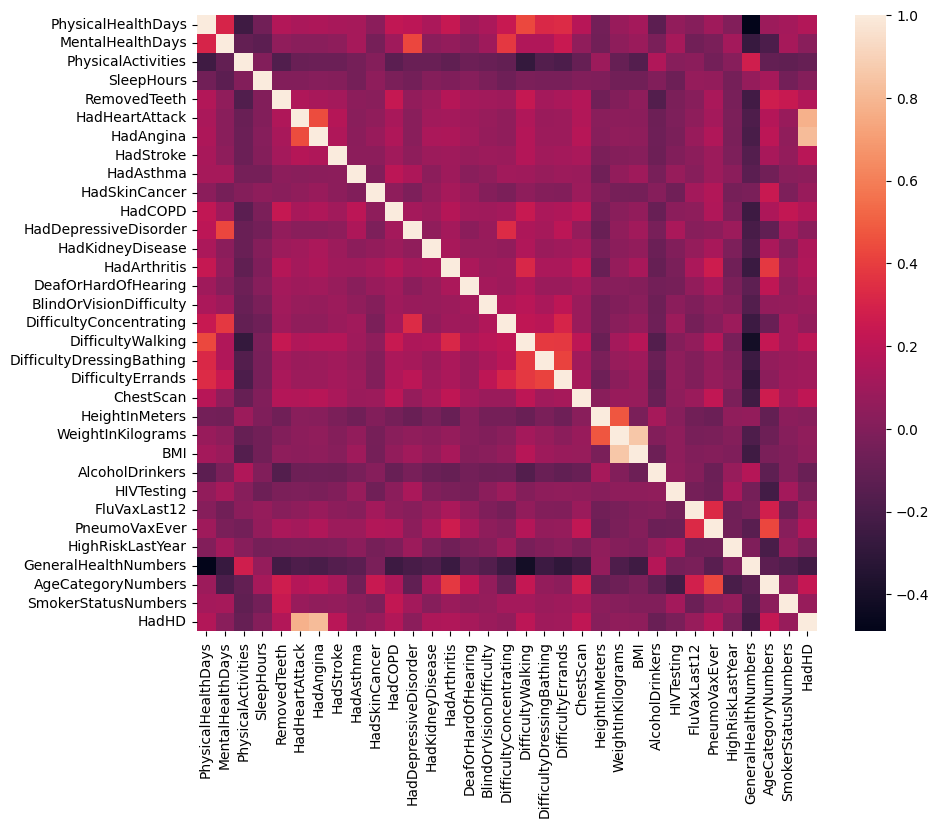 PhysicalHealthDays
MentalHealthDays
PhysicalActivities
SleepHours
RemovedTeeth
HadHeartAttack
HadAngina
HadStroke
HadAsthma
HadSkinCancer
HadCOPD
HadDepressiveDisorder
HadKidneyDisease
HadArthritis
DeafOrHardOfHearing
BlindOrVisionDifficulty
DifficultyConcentrating
DifficultyWalking
DifficultyDressingBathing
DifficultyErrands
ChestScan
HeightInMeters
WeightInKilograms
BMI
AlcoholDrinkers
HIVTesting
FluVaxLast12
PneumoVaxEver
HighRiskLastYear
GeneralHealthNumbers
AgeCategoryNumbers
SmokerStatusNumbers
HadHD
PhysicalHealthDays
MentalHealthDays
PhysicalActivities
SleepHours
RemovedTeeth
HadHeartAttack
HadAngina
HadStroke
HadAsthma
HadSkinCancer
HadCOPD
HadDepressiveDisorder
HadKidneyDisease
HadArthritis
DeafOrHardOfHearing
BlindOrVisionDifficulty
DifficultyConcentrating
DifficultyWalking
DifficultyDressingBathing
DifficultyErrands
ChestScan
HeightInMeters
WeightInKilograms
BMI
AlcoholDrinkers
HIVTesting
FluVaxLast12
PneumoVaxEver
HighRiskLastYear
GeneralHealthNumbers
AgeCategoryNumbers
SmokerStatusNumbers
HadHD
1.0
0.8
0.6
0.4
0.2
0.0
−0.2
−0.4